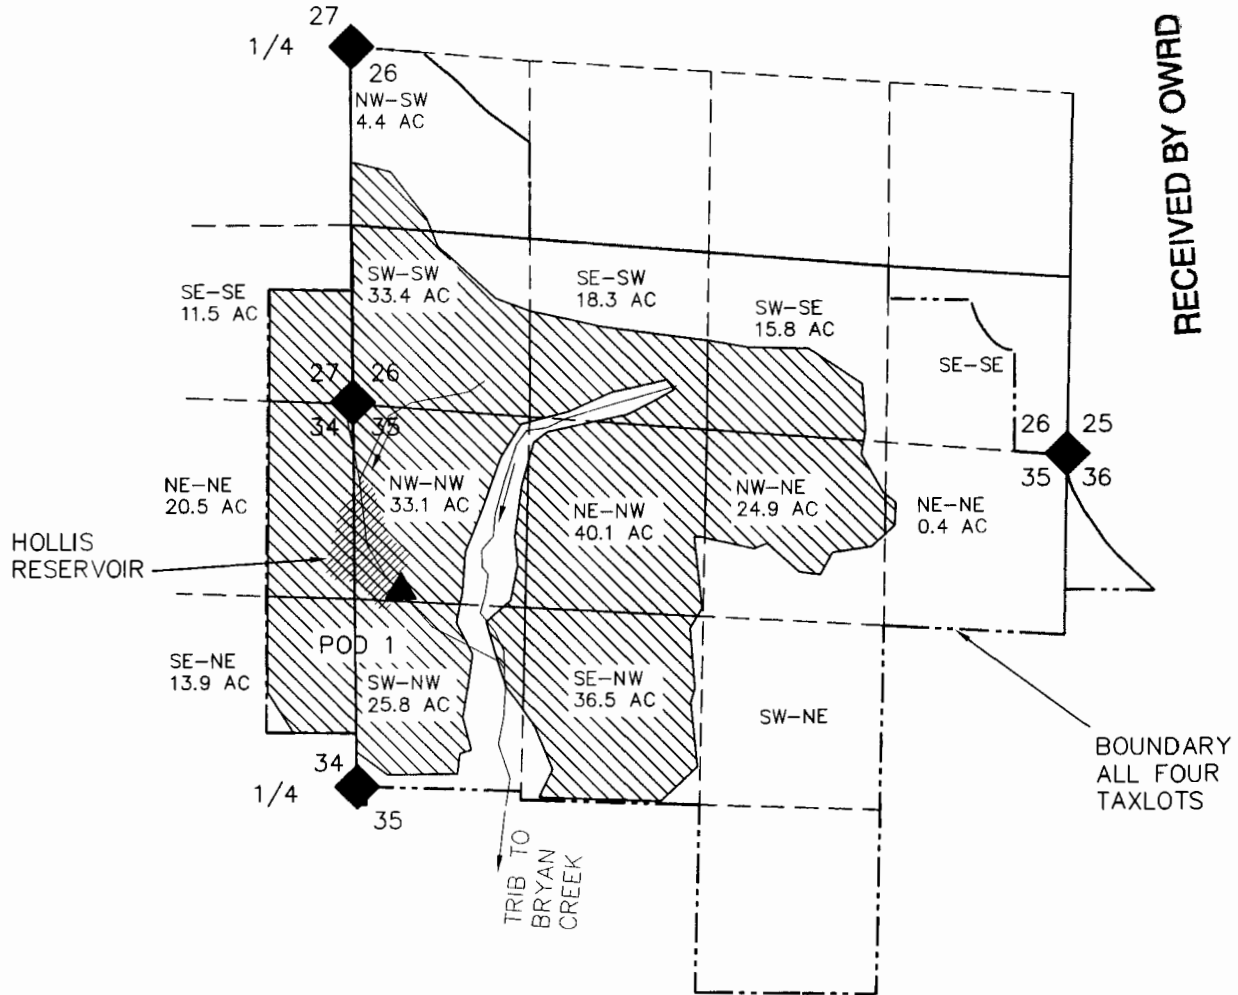 27
1/4
26
NW-SW
4.4 AC
RECEIVED BY OWRD
SW-SW
33.4 AC
SE-SW
18.3 AC
SW-SE
15.8 AC
SE-SE
11.5 AC
SE-SE
27 26
34 35
26 25
35 36
NE-NE
20.5 AC
NW-NW
33.1 AC
NE-NW
40.1 AC
NW-NE
24.9 AC
NE-NE
0.4 AC
HOLLIS
RESERVOIR
POD 1
SE-NE
13.9 AC
SW-NW
25.8 AC
SE-NW
36.5 AC
SW-NE
BOUNDARY
ALL FOUR
TAXLOTS
34
1/4
35
TRIB TO
BRYAN
CREEK